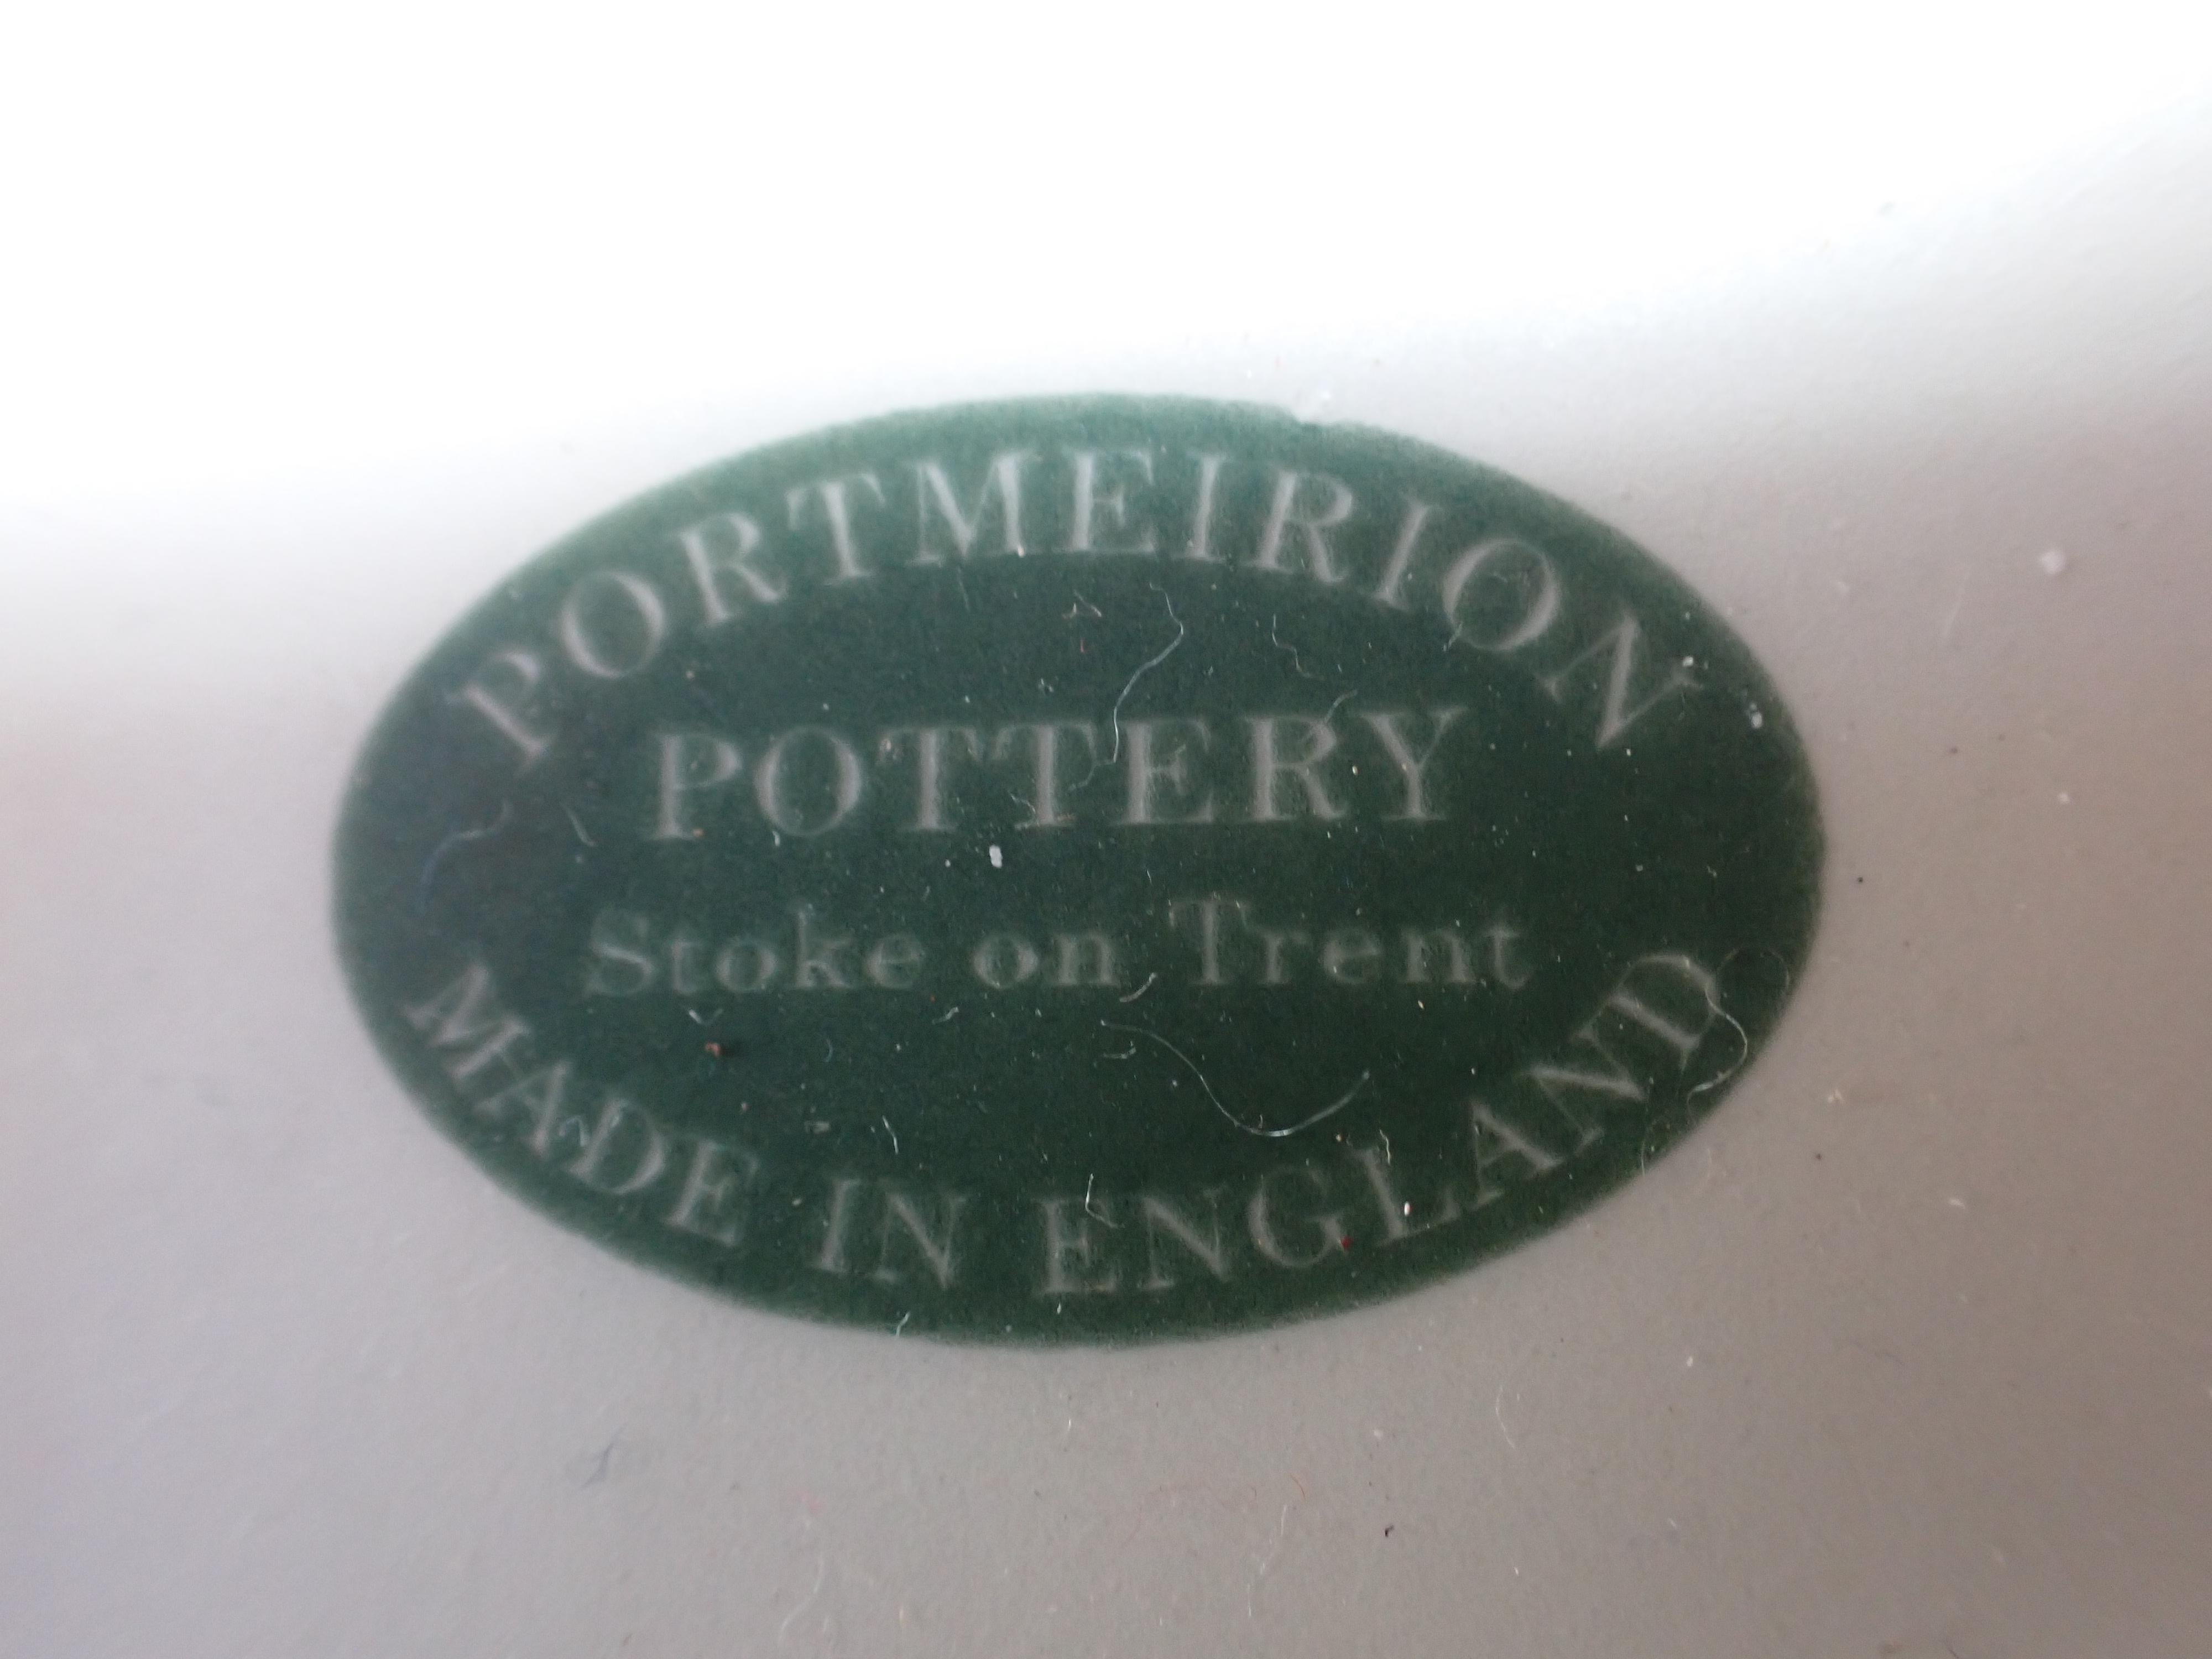 PORTMEIRION
POTTERY
Stoke on Trent
MADE IN ENGLAND